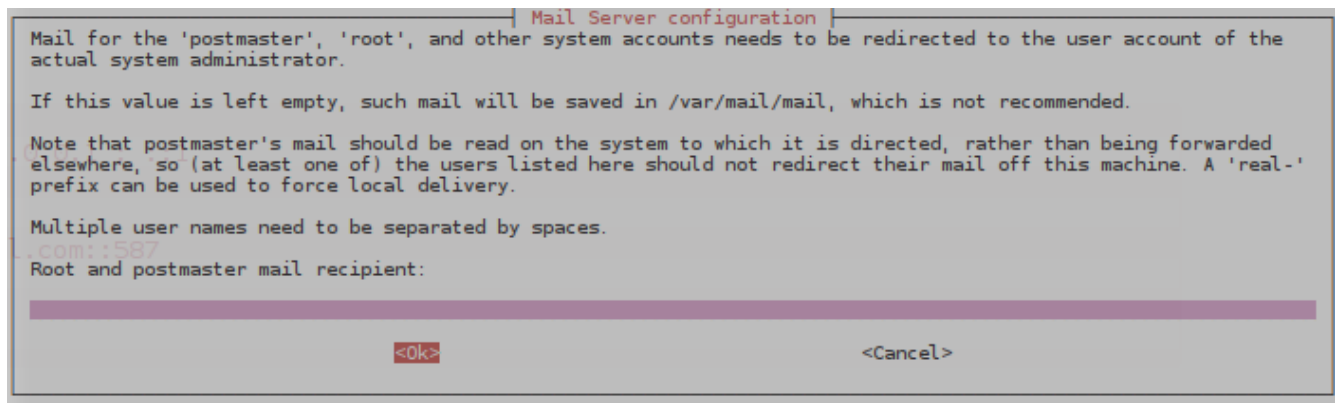 Mail Server configuration
Mail for the 'postmaster', 'root', and other system accounts needs to be redirected to the user account of the
actual system administrator.
If this value is left empty, such mail will be saved in /var/mail/mail, which is not recommended.
Note that postmaster's mail should be read on the system to which it is directed, rather than being forwarded
elsewhere, so (at least one of) the users listed here should not redirect their mail off this machine. A 'real-'
prefix can be used to force local delivery.
Multiple user names need to be separated by spaces.
l.com::587
Root and postmaster mail recipient:
<Ok> <Cancel>